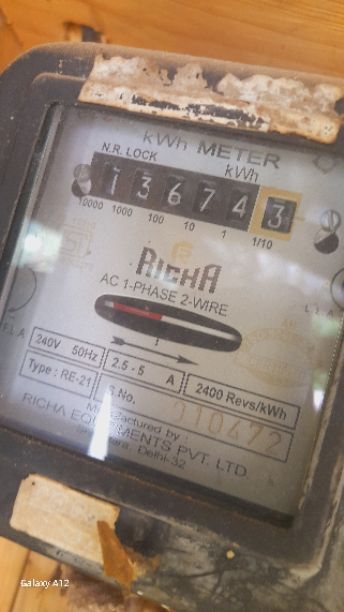 kWh METER
N.R. LOCK kWh
1 3 6 7 4 3
10000 1000 100 10 1 1/10
RICHA
AC 1-PHASE 2-WIRE
240V 50Hz 2.5 - 5 A 2400 Revs/kWh
Type : RE-21 S.No. 010472
Manufactured by :
RICHA EQUIPMENTS PVT. LTD
Delhi-32
Galaxy A12